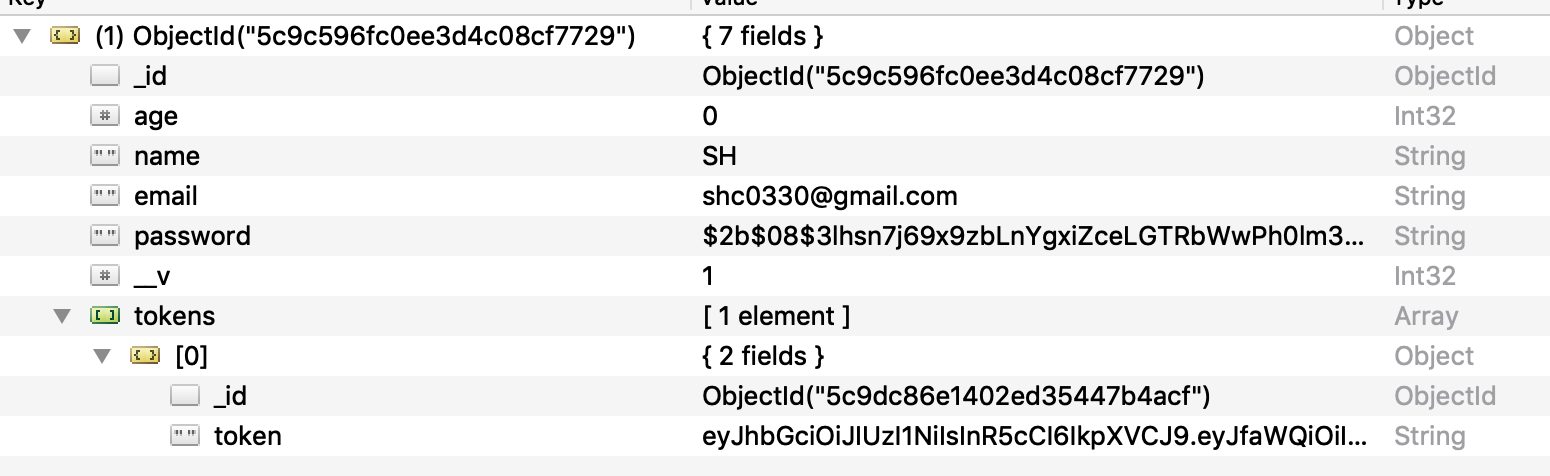 Key Value Type
(1) ObjectId("5c9c596fc0ee3d4c08cf7729") { 7 fields } Object
_id ObjectId("5c9c596fc0ee3d4c08cf7729") ObjectId
# age 0 Int32
"" name SH String
"" email shc0330@gmail.com String
"" password $2b$08$3lhsn7j69x9zbLnYgxiZceLGTRbWwPh0lm3... String
# __v 1 Int32
[ ] tokens [ 1 element ] Array
{ } [0] { 2 fields } Object
_id ObjectId("5c9dc86e1402ed35447b4acf") ObjectId
"" token eyJhbGciOiJIUzI1NiIsInR5cCI6IkpXVCJ9.eyJfaWQiOiI... String